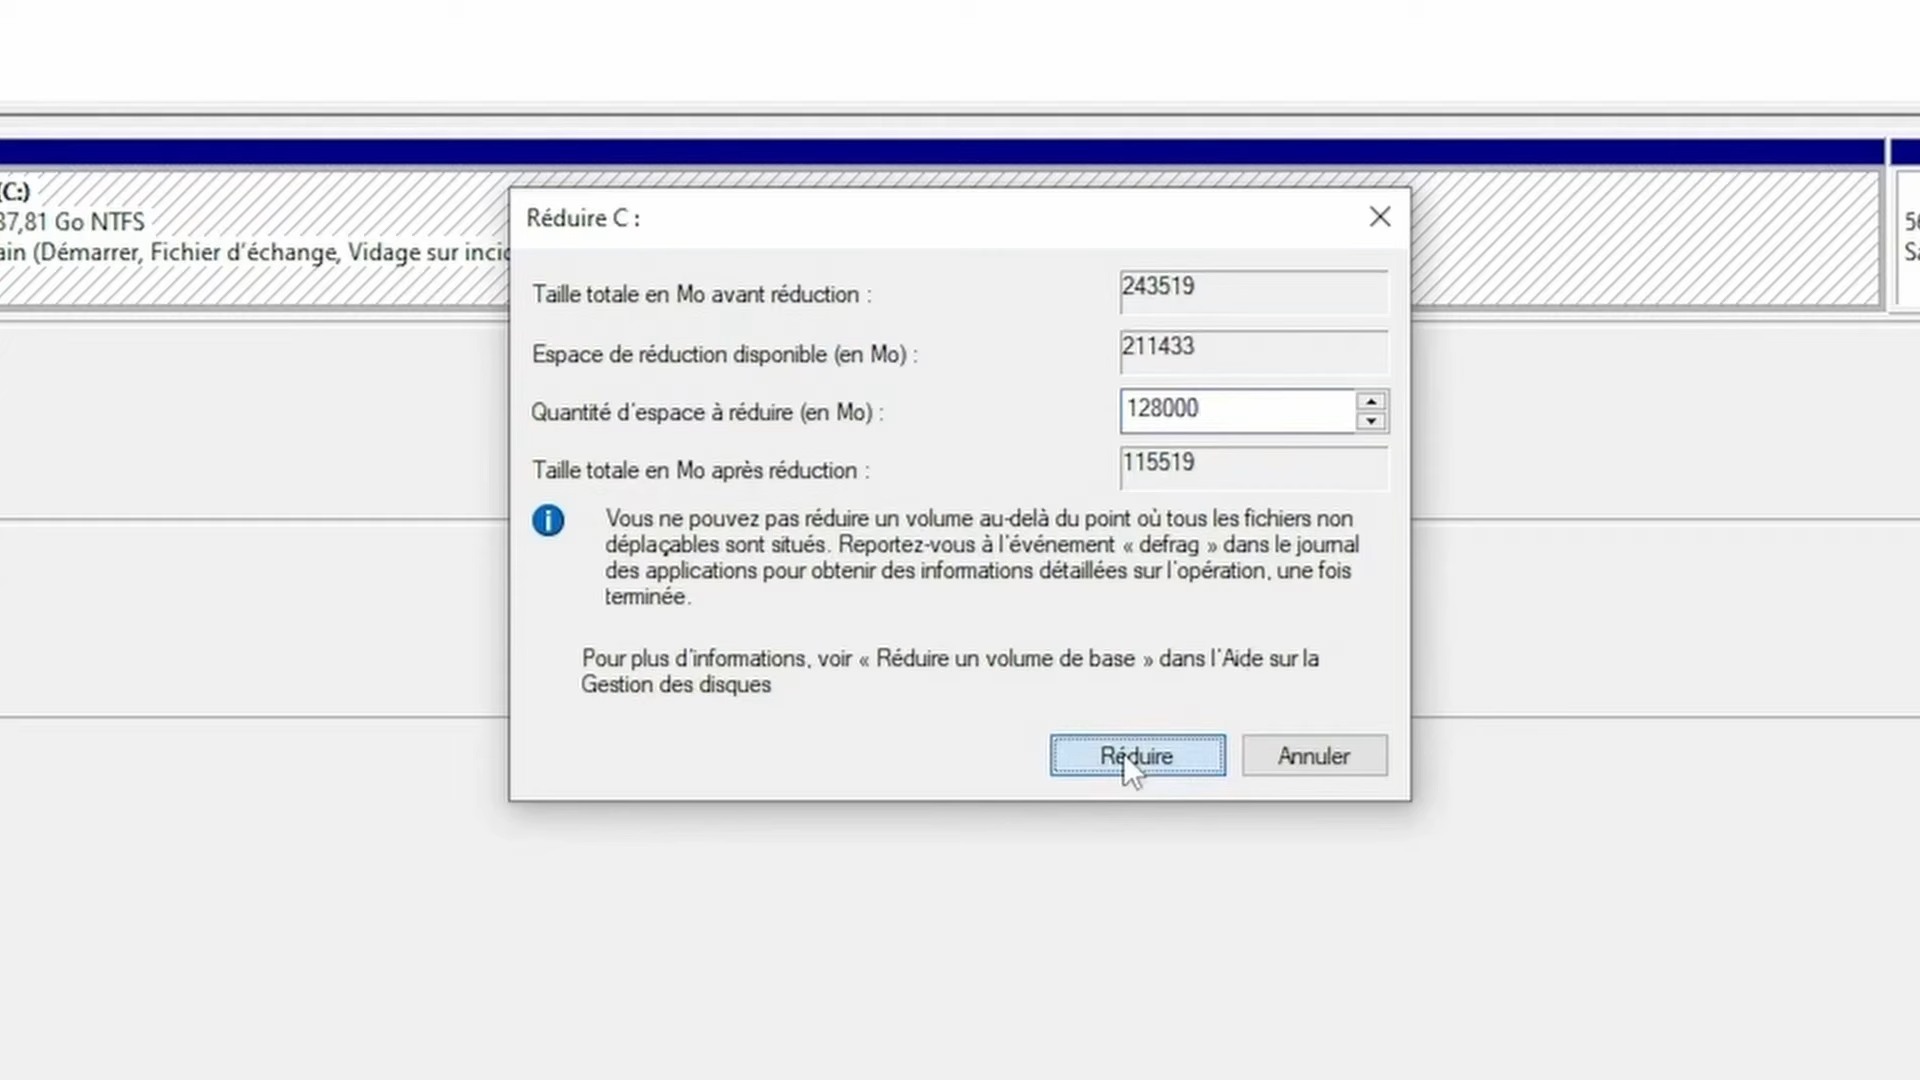 (C:)
37,81 Go NTFS
ain (Démarrer, Fichier d'échange, Vidage sur inci
Réduire C :
Taille totale en Mo avant réduction : 243519
Espace de réduction disponible (en Mo) : 211433
Quantité d'espace à réduire (en Mo) : 128000
Taille totale en Mo après réduction : 115519
Vous ne pouvez pas réduire un volume au-delà du point où tous les fichiers non
déplaçables sont situés. Reportez-vous à l'événement « defrag » dans le journal
des applications pour obtenir des informations détaillées sur l'opération, une fois
terminée.
Pour plus d'informations, voir « Réduire un volume de base » dans l'Aide sur la
Gestion des disques
Réduire Annuler